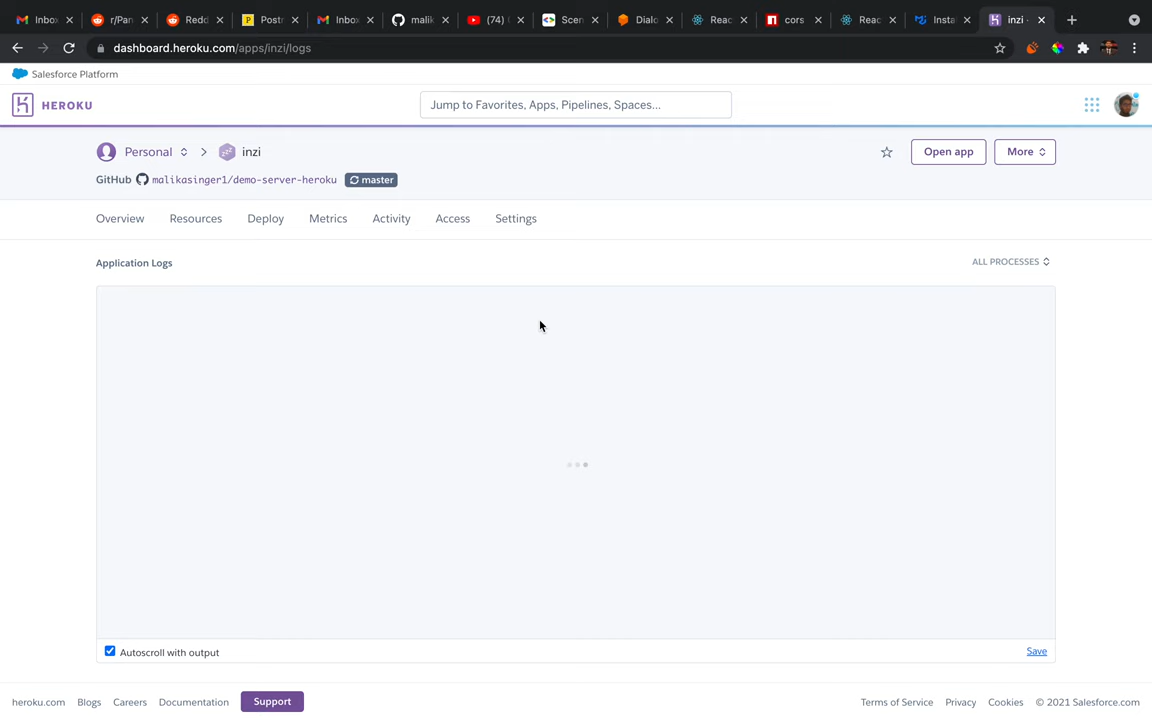 Inbox r/Pan Redd Postr Inbox malik (74) Scen Dialo Reac cors Reac Insta inzi -
dashboard.heroku.com/apps/inzi/logs
Salesforce Platform
HEROKU
Jump to Favorites, Apps, Pipelines, Spaces...
Personal inzi
Open app
More
GitHub malikasinger1/demo-server-heroku master
Overview Resources Deploy Metrics Activity Access Settings
Application Logs
ALL PROCESSES
Autoscroll with output
Save
heroku.com Blogs Careers Documentation Support
Terms of Service Privacy Cookies © 2021 Salesforce.com